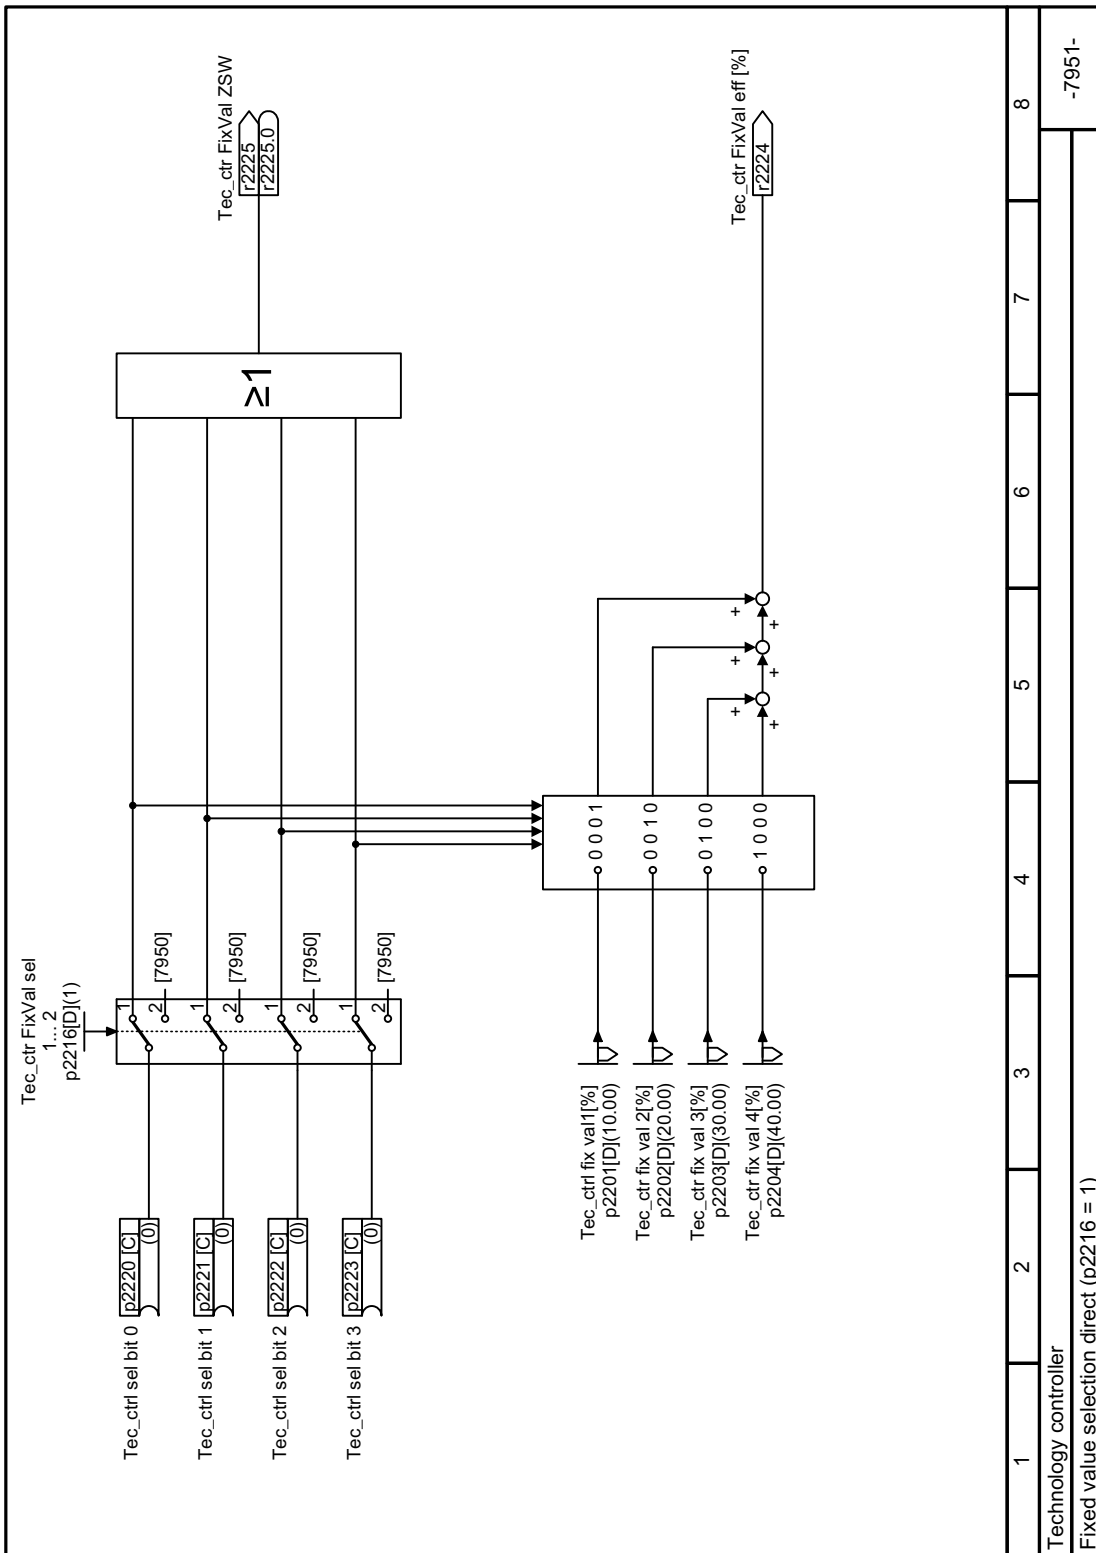 Tec_ctr FixVal sel
1... 2
p2216[D](1)
Tec_ctrl sel bit 0
p2220 [C]
(0)
1
2
[7950]
Tec_ctrl sel bit 1
p2221 [C]
(0)
1
2
[7950]
Tec_ctrl sel bit 2
p2222 [C]
(0)
1
2
[7950]
Tec_ctrl sel bit 3
p2223 [C]
(0)
1
2
[7950]
≥1
Tec_ctr FixVal ZSW
r2225
r2225.0
Tec_ctrl fix val1[%]
p2201[D](10.00)
0 0 0 1
Tec_ctr fix val 2[%]
p2202[D](20.00)
0 0 1 0
Tec_ctr fix val 3[%]
p2203[D](30.00)
0 1 0 0
Tec_ctr fix val 4[%]
p2204[D](40.00)
1 0 0 0
+
+
+
+
+
+
Tec_ctr FixVal eff [%]
r2224
1 2 3 4 5 6 7 8
Technology controller
Fixed value selection direct (p2216 = 1)
-7951-